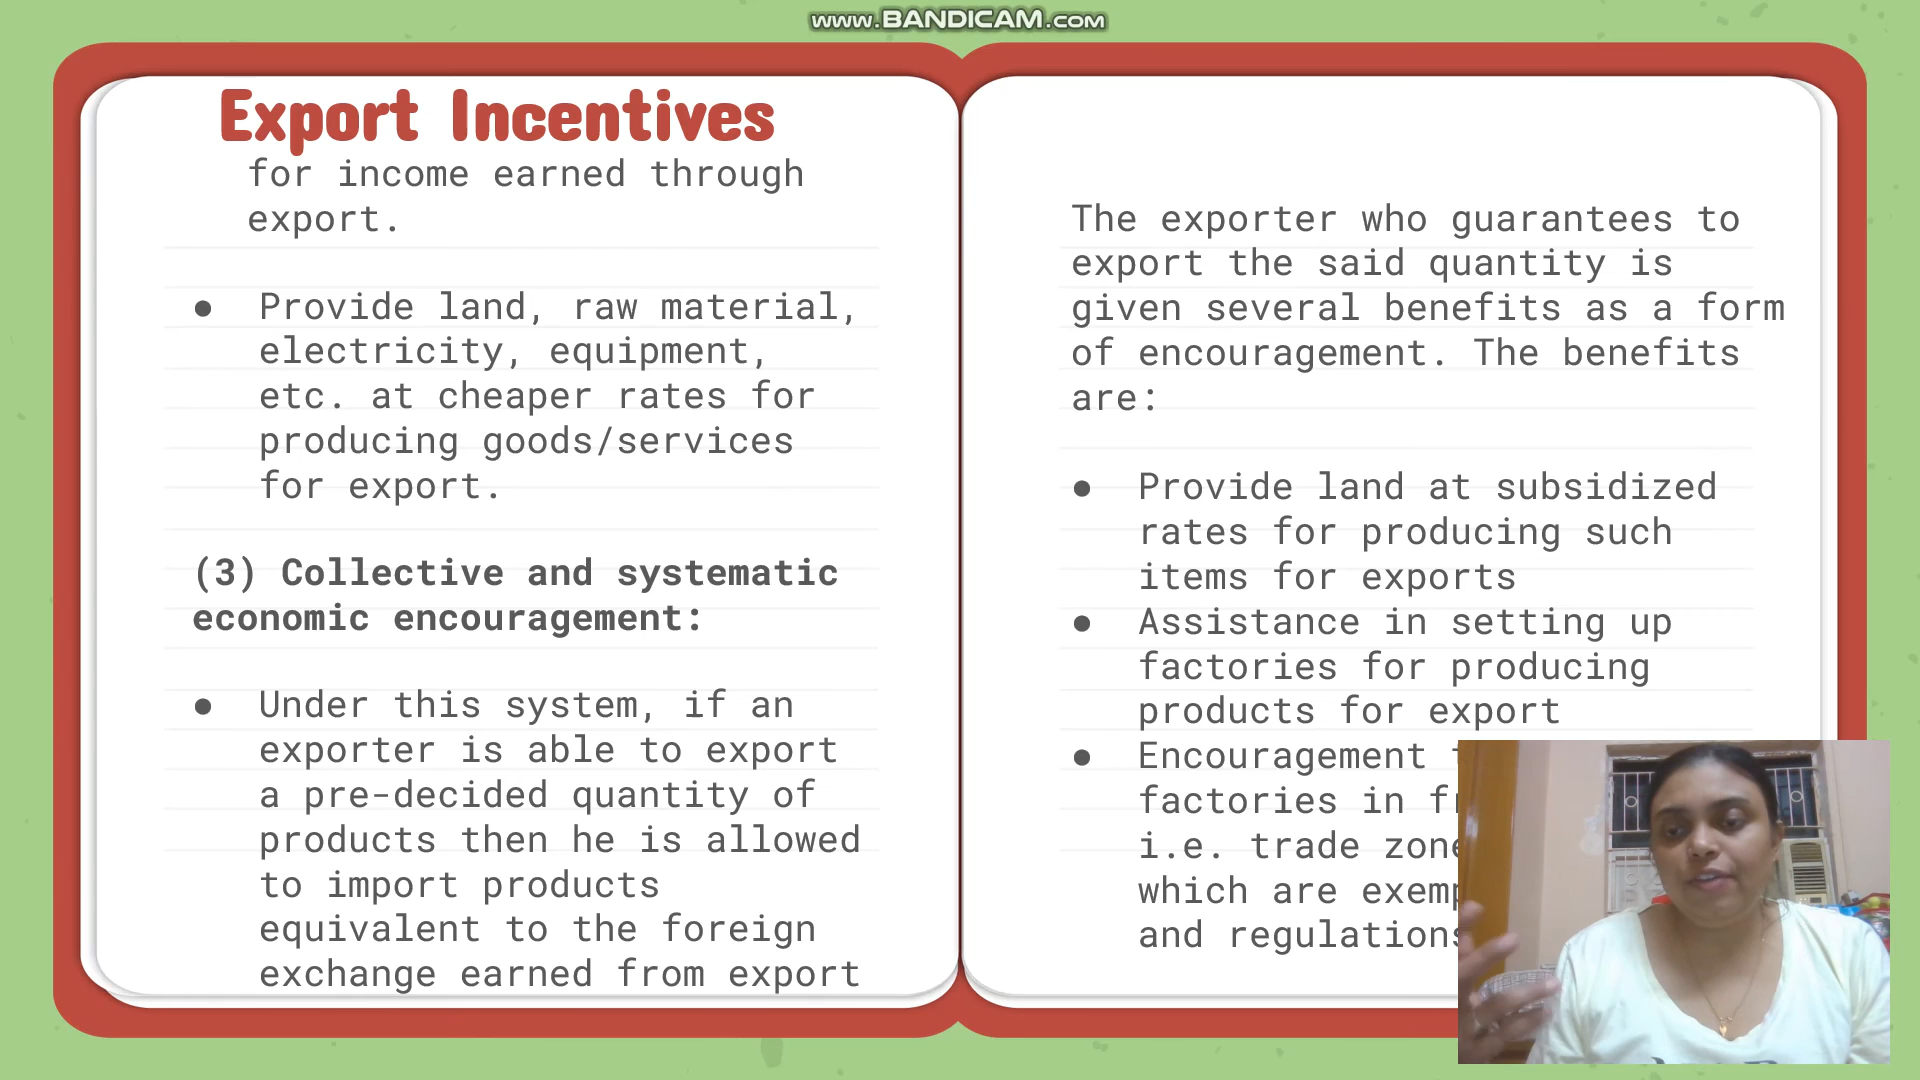 www.BANDICAM.com
Export Incentives
for income earned through
export.
● Provide land, raw material,
electricity, equipment,
etc. at cheaper rates for
producing goods/services
for export.
(3) Collective and systematic
economic encouragement:
● Under this system, if an
exporter is able to export
a pre-decided quantity of
products then he is allowed
to import products
equivalent to the foreign
exchange earned from export
The exporter who guarantees to
export the said quantity is
given several benefits as a form
of encouragement. The benefits
are:
● Provide land at subsidized
rates for producing such
items for exports
● Assistance in setting up
factories for producing
products for export
● Encouragement
factories in
i.e. trade
which are
and regulations